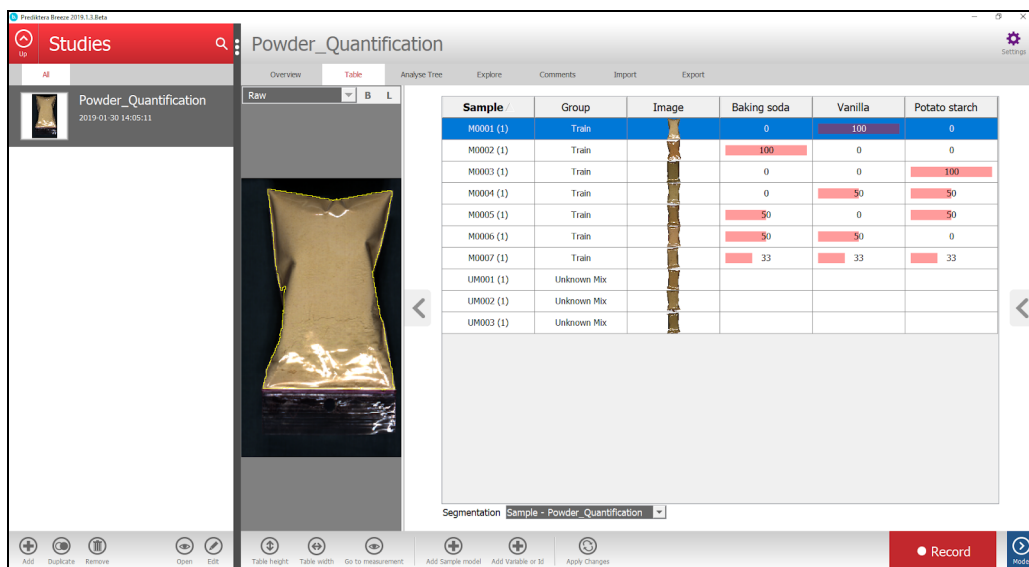 Prediktera Breeze 2019.1.3.Beta
Up
Studies
Powder_Quantification
Settings
All
Overview Table Analyse Tree Explore Comments Import Export
Powder_Quantification
2019-01-30 14:05:11
Raw B L
Sample Group Image Baking soda Vanilla Potato starch
M0001 (1) Train 0 100 0
M0002 (1) Train 100 0 0
M0003 (1) Train 0 0 100
M0004 (1) Train 0 50 50
M0005 (1) Train 50 0 50
M0006 (1) Train 50 50 0
M0007 (1) Train 33 33 33
UM001 (1) Unknown Mix
UM002 (1) Unknown Mix
UM003 (1) Unknown Mix
Segmentation Sample - Powder_Quantification
Add Duplicate Remove Open Edit Table height Table width Go to measurement Add Sample model Add Variable or Id Apply Changes Record Model